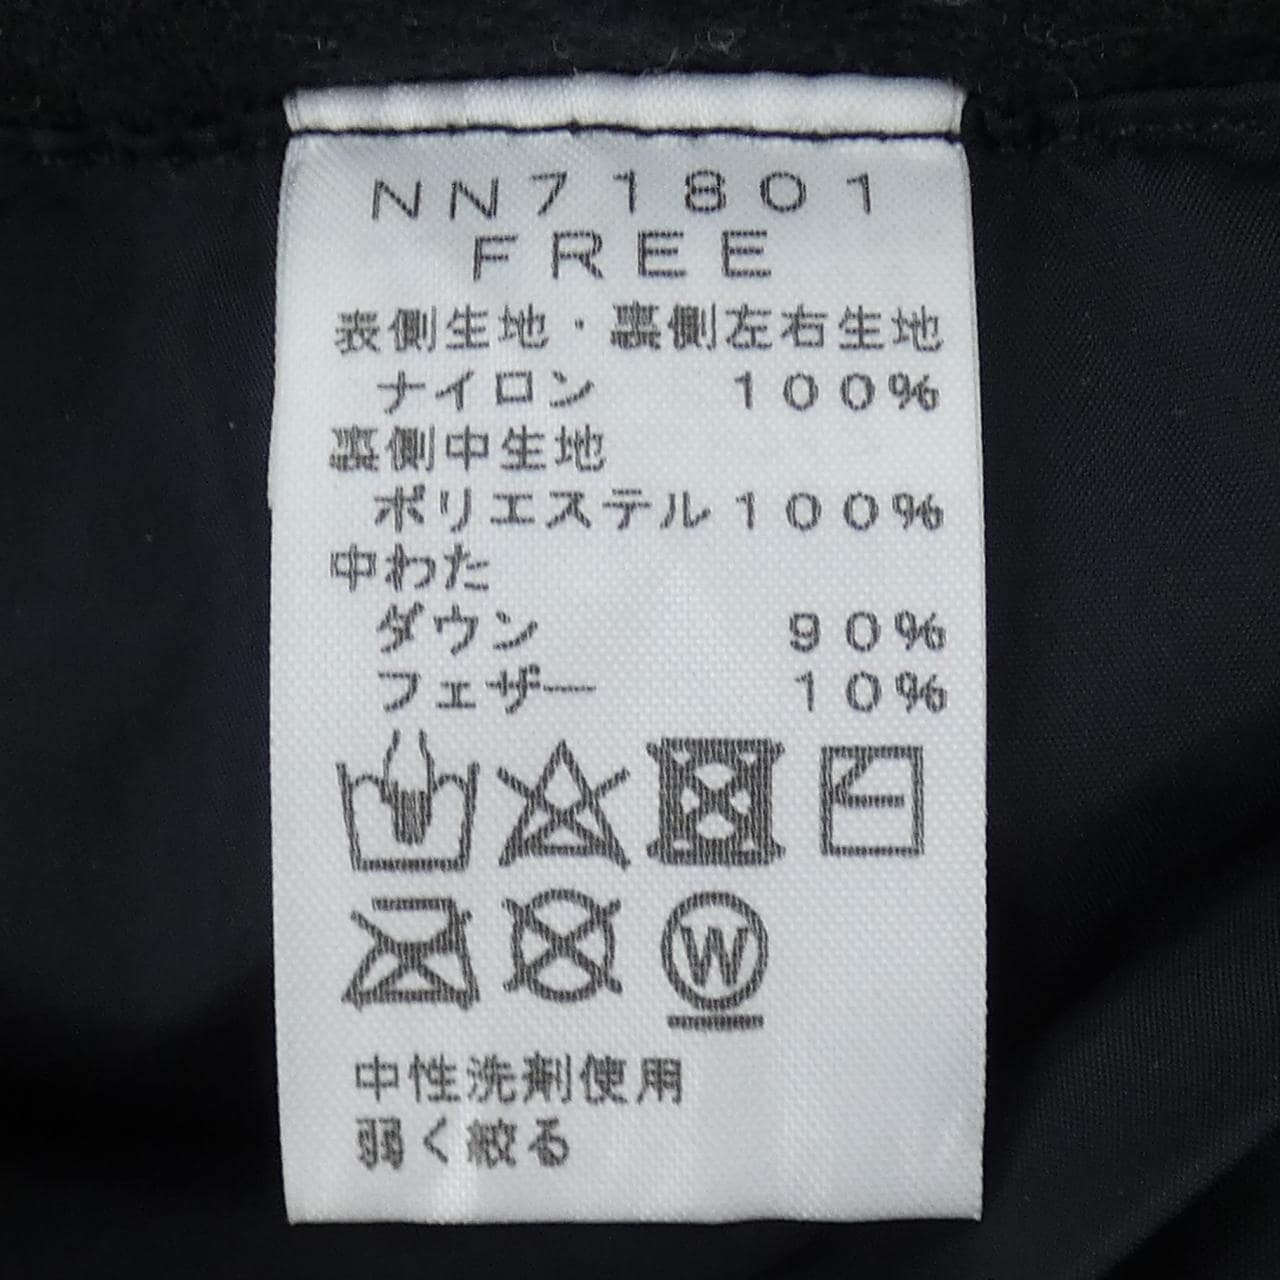 NN71801
FREE
表側生地・裏側左右生地
ナイロン 100%
裏側中生地
ポリエステル100%
中わた
ダウン 90%
フェザー 10%
W
中性洗剤使用
弱く絞る